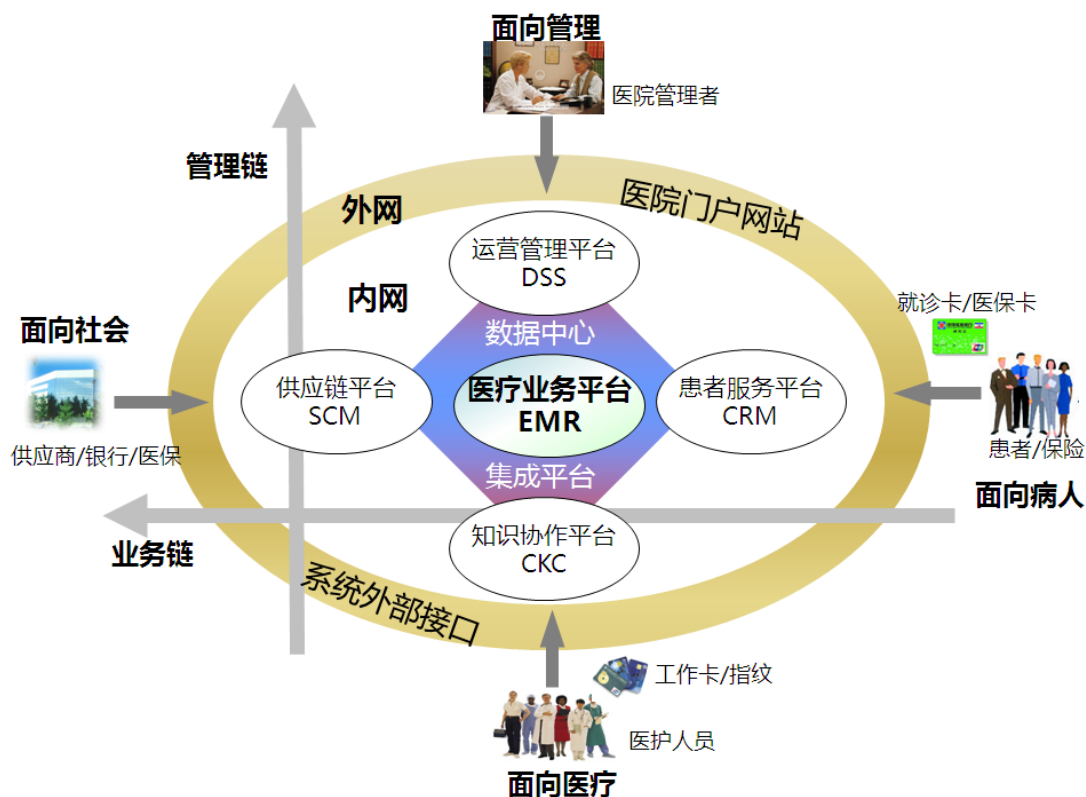 面向管理
医院管理者
管理链
外网
医院门户网站
运营管理平台
DSS
内网
数据中心
就诊卡/医保卡
面向社会
供应链平台
SCM
医疗业务平台
EMR
患者服务平台
CRM
供应商/银行/医保
患者/保险
集成平台
面向病人
知识协作平台
CKC
业务链
系统外部接口
工作卡/指纹
医护人员
面向医疗